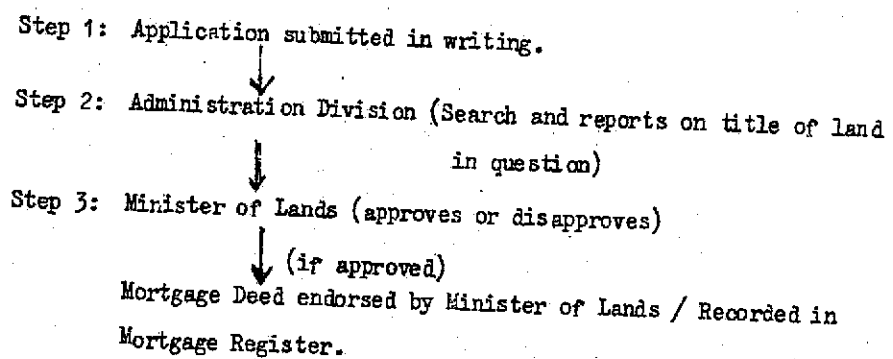 Step 1: Application submitted in writing.
Step 2: Administration Division (Search and reports on title of land
in question)
Step 3: Minister of Lands (approves or disapproves)
(if approved)
Mortgage Deed endorsed by Minister of Lands / Recorded in
Mortgage Register.